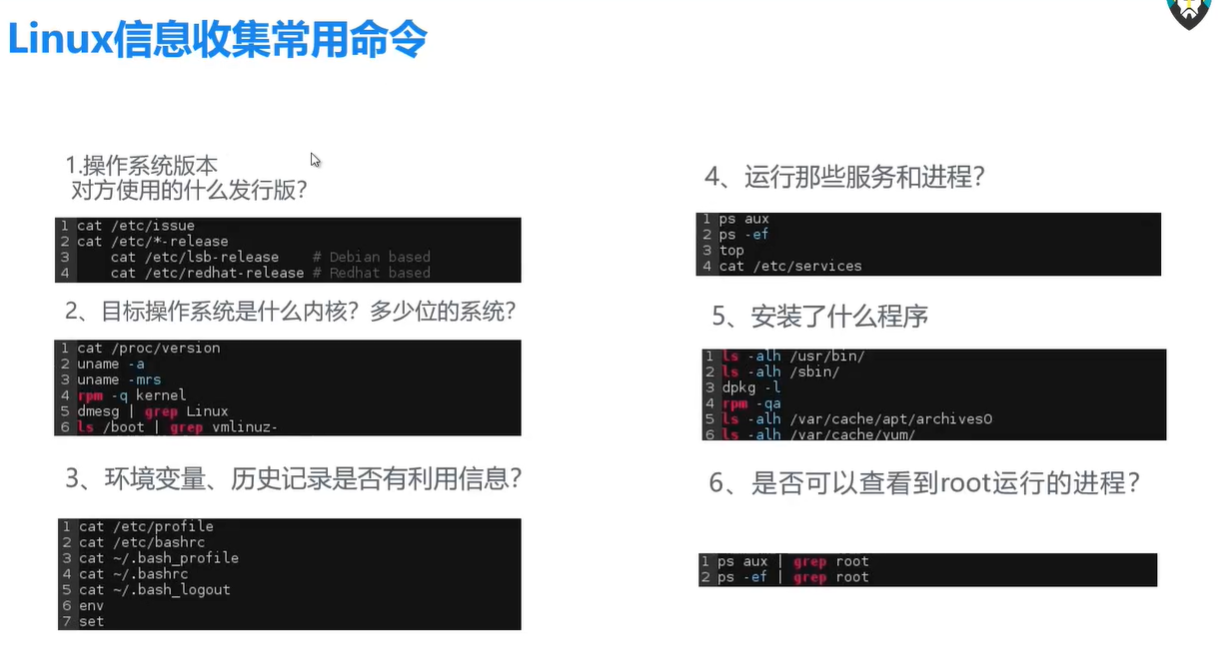 Linux信息收集常用命令
1.操作系统版本
对方使用的什么发行版?
1 cat /etc/issue
2 cat /etc/*-release
3 cat /etc/lsb-release # Debian based
4 cat /etc/redhat-release # Redhat based
2、目标操作系统是什么内核？多少位的系统?
1 cat /proc/version
2 uname -a
3 uname -mrs
4 rpm -q kernel
5 dmesg | grep Linux
6 ls /boot | grep vmlinuz-
3、环境变量、历史记录是否有利用信息?
1 cat /etc/profile
2 cat /etc/bashrc
3 cat ~/.bash_profile
4 cat ~/.bashrc
5 cat ~/.bash_logout
6 env
7 set
4、运行那些服务和进程?
1 ps aux
2 ps -ef
3 top
4 cat /etc/services
5、安装了什么程序
1 ls -alh /usr/bin/
2 ls -alh /sbin/
3 dpkg -l
4 rpm -qa
5 ls -alh /var/cache/apt/archivesO
6 ls -alh /var/cache/yum/
6、是否可以查看到root运行的进程?
1 ps aux | grep root
2 ps -ef | grep root